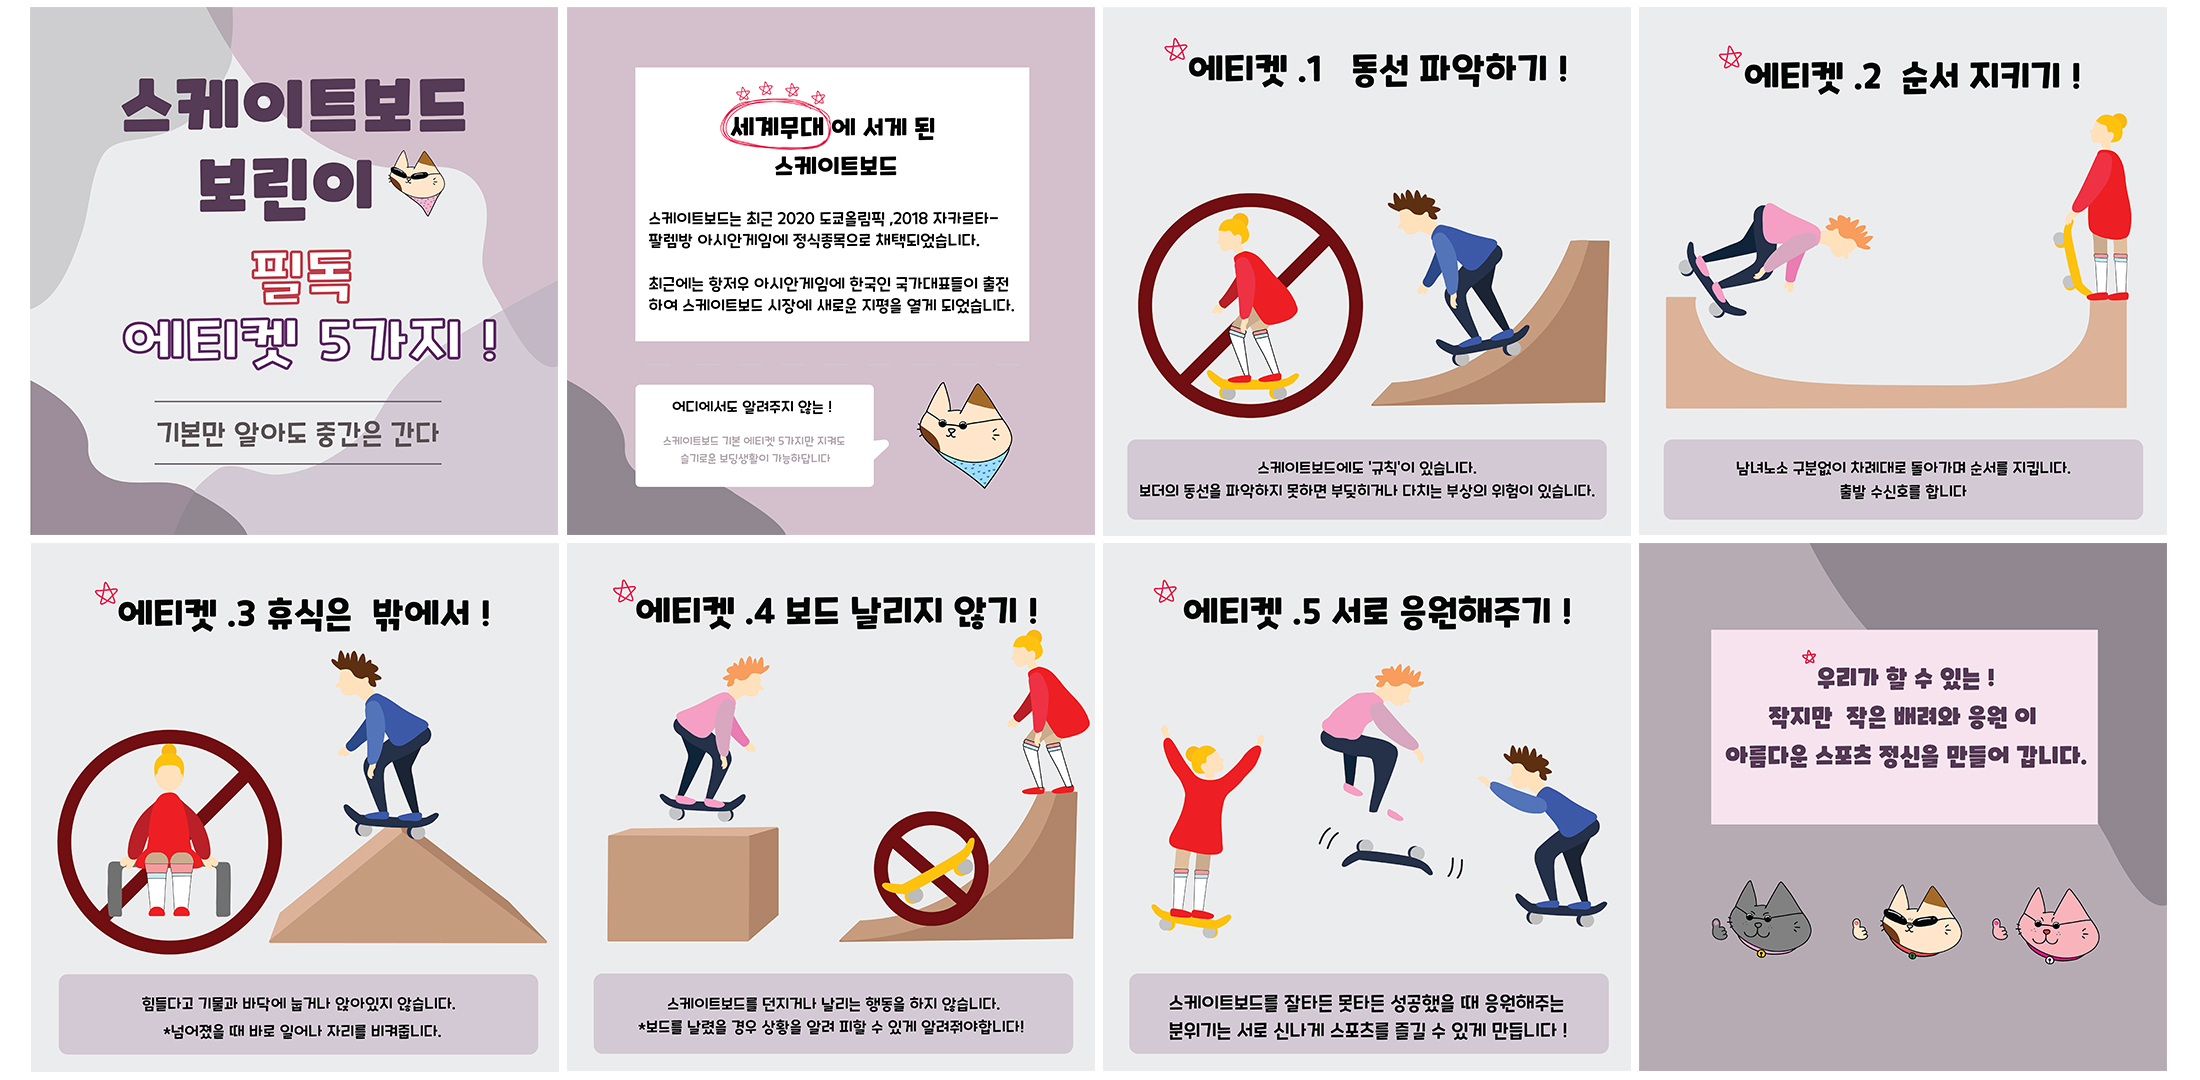 스케이트보드
보린이
필독
에티켓 5가지 !
기본만 알아도 중간은 간다
세계무대에 서게 된
스케이트보드
스케이트보드는 최근 2020 도쿄올림픽 ,2018 자카르타-
팔렘방 아시안게임에 정식종목으로 채택되었습니다.
최근에는 항저우 아시안게임에 한국인 국가대표들이 출전
하여 스케이트보드 시장에 새로운 지평을 열게 되었습니다.
어디에서도 알려주지 않는 !
스케이트보드 기본 에티켓 5가지만 지켜도
슬기로운 보딩생활이 가능하답니다
에티켓 .1 동선 파악하기 !
스케이트보드에도 '규칙'이 있습니다.
보더의 동선을 파악하지 못하면 부딪히거나 다치는 부상의 위험이 있습니다.
에티켓 .2 순서 지키기 !
남녀노소 구분없이 차례대로 돌아가며 순서를 지킵니다.
출발 수신호를 합니다
에티켓 .3 휴식은 밖에서 !
힘들다고 기물과 바닥에 눕거나 앉아있지 않습니다.
*넘어졌을 때 바로 일어나 자리를 비켜줍니다.
에티켓 .4 보드 날리지 않기 !
스케이트보드를 던지거나 날리는 행동을 하지 않습니다.
*보드를 날렸을 경우 상황을 알려 피할 수 있게 알려줘야합니다!
에티켓 .5 서로 응원해주기 !
스케이트보드를 잘타든 못타든 성공했을 때 응원해주는
분위기는 서로 신나게 스포츠를 즐길 수 있게 만듭니다 !
우리가 할 수 있는 !
작지만 작은 배려와 응원 이
아름다운 스포츠 정신을 만들어 갑니다.